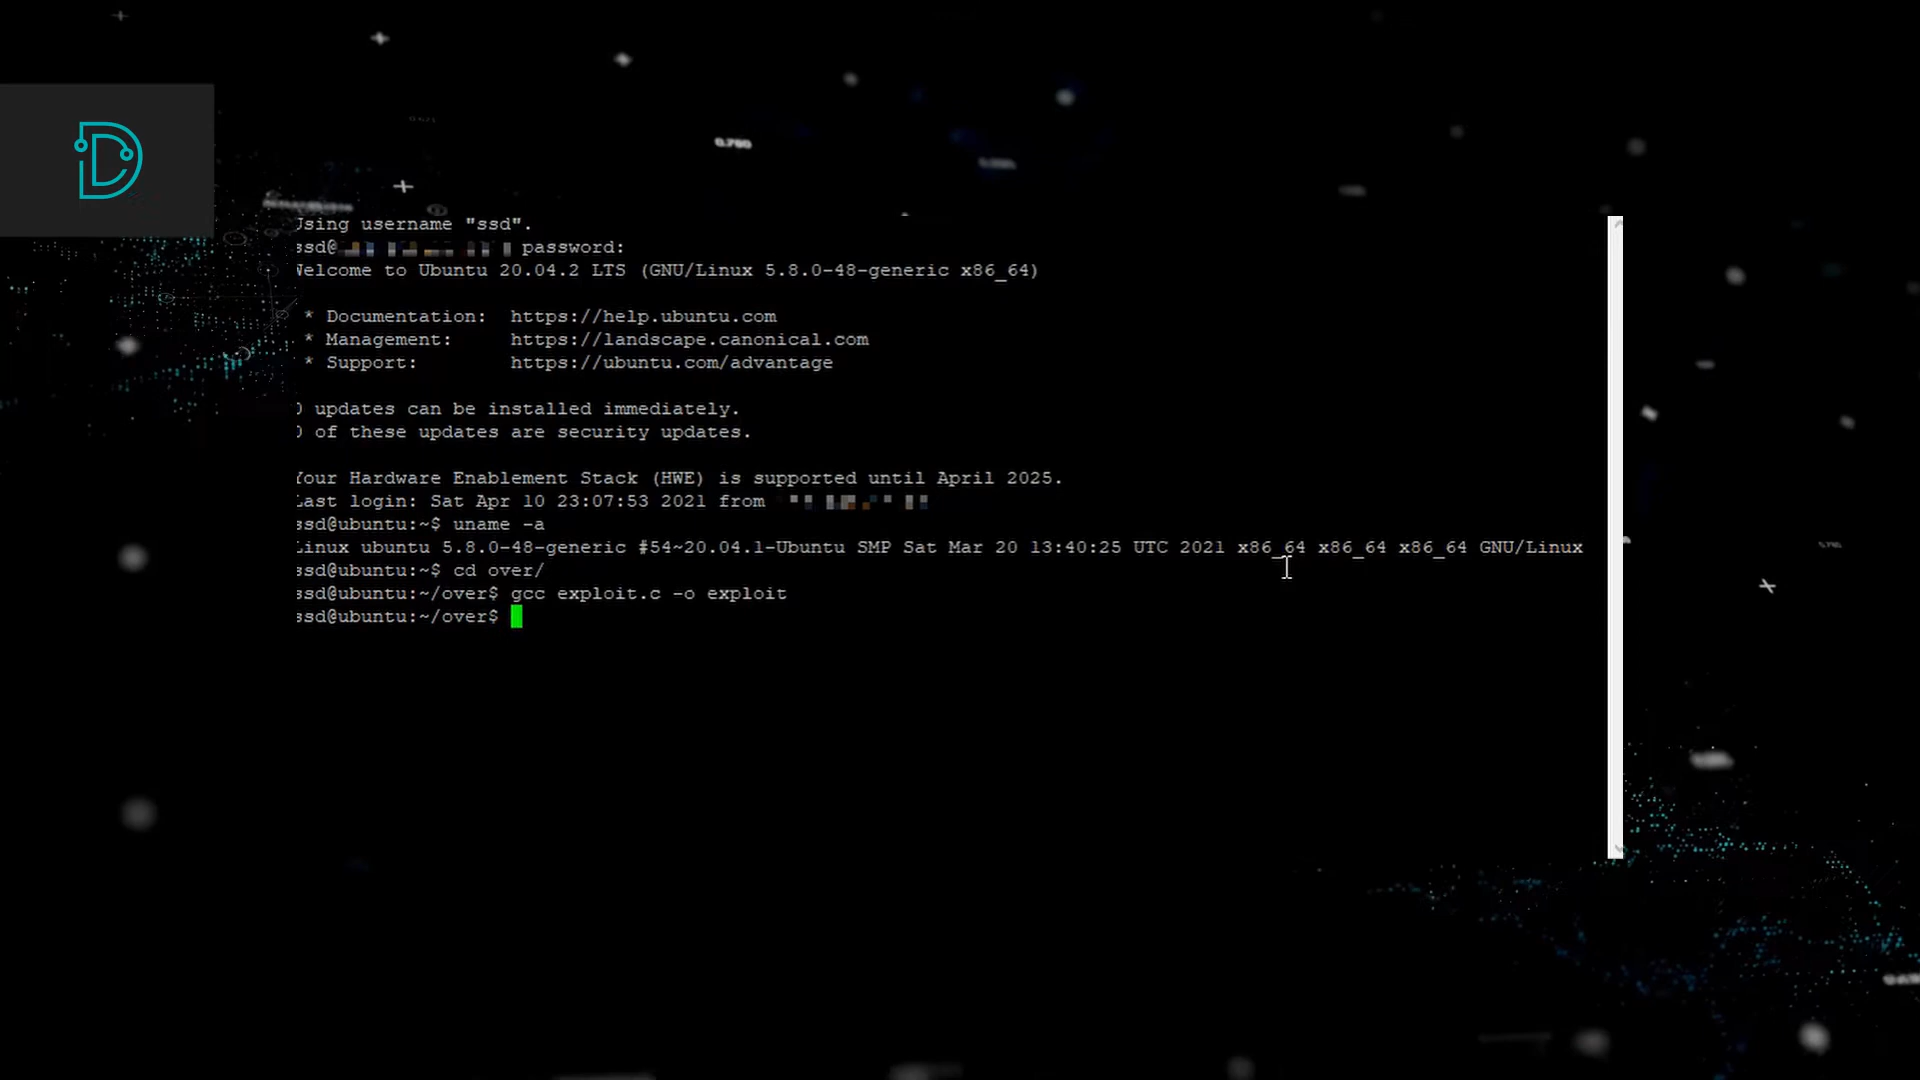 0.760
Using username "ssd".
ssd@ password:
Welcome to Ubuntu 20.04.2 LTS (GNU/Linux 5.8.0-48-generic x86_64)
* Documentation: https://help.ubuntu.com
* Management: https://landscape.canonical.com
* Support: https://ubuntu.com/advantage
0 updates can be installed immediately.
0 of these updates are security updates.
Your Hardware Enablement Stack (HWE) is supported until April 2025.
Last login: Sat Apr 10 23:07:53 2021 from
ssd@ubuntu:~$ uname -a
Linux ubuntu 5.8.0-48-generic #54~20.04.1-Ubuntu SMP Sat Mar 20 13:40:25 UTC 2021 x86_64 x86_64 x86_64 GNU/Linux
ssd@ubuntu:~$ cd over/
ssd@ubuntu:~/over$ gcc exploit.c -o exploit
ssd@ubuntu:~/over$